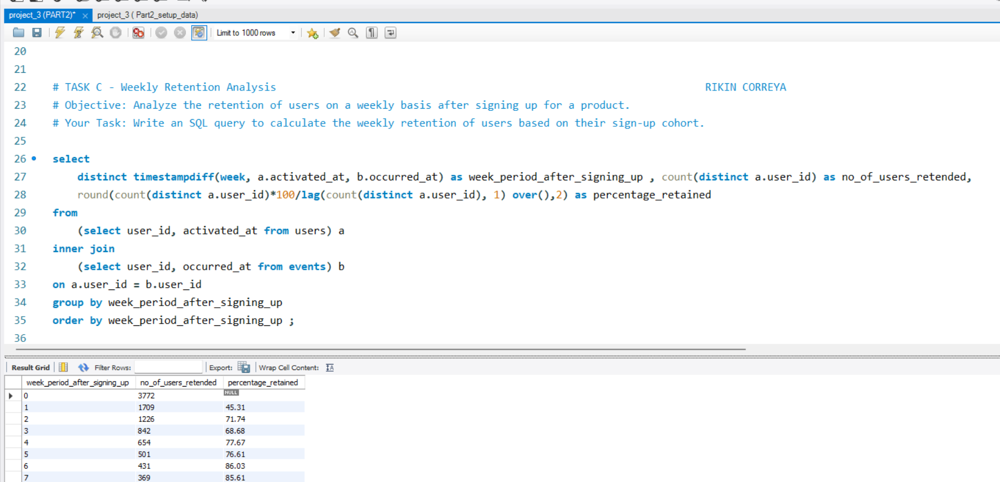 project_3 (PART2)* × project_3 ( Part2_setup_data)
Limit to 1000 rows
20
21
22 # TASK C - Weekly Retention Analysis RIKIN CORREYA
23 # Objective: Analyze the retention of users on a weekly basis after signing up for a product.
24 # Your Task: Write an SQL query to calculate the weekly retention of users based on their sign-up cohort.
25
26 select
27 distinct timestampdiff(week, a.activated_at, b.occurred_at) as week_period_after_signing_up , count(distinct a.user_id) as no_of_users_retended,
28 round(count(distinct a.user_id)*100/lag(count(distinct a.user_id), 1) over(),2) as percentage_retained
29 from
30 (select user_id, activated_at from users) a
31 inner join
32 (select user_id, occurred_at from events) b
33 on a.user_id = b.user_id
34 group by week_period_after_signing_up
35 order by week_period_after_signing_up ;
36
Result Grid Filter Rows: Export: Wrap Cell Content:
week_period_after_signing_up no_of_users_retended percentage_retained
0 3772 NULL
1 1709 45.31
2 1226 71.74
3 842 68.68
4 654 77.67
5 501 76.61
6 431 86.03
7 369 85.61